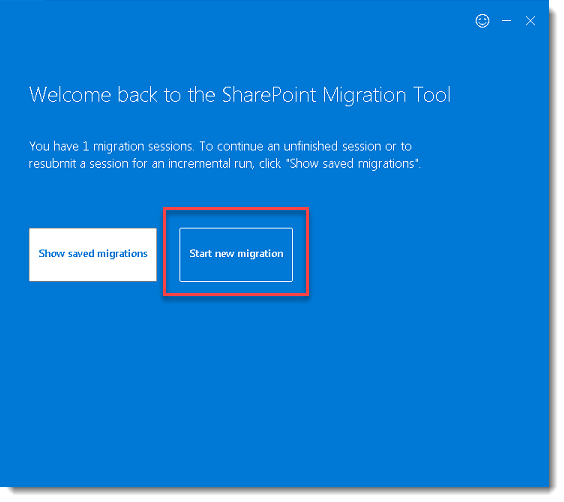 Welcome back to the SharePoint Migration Tool
You have 1 migration sessions. To continue an unfinished session or to
resubmit a session for an incremental run, click "Show saved migrations".
Show saved migrations
Start new migration